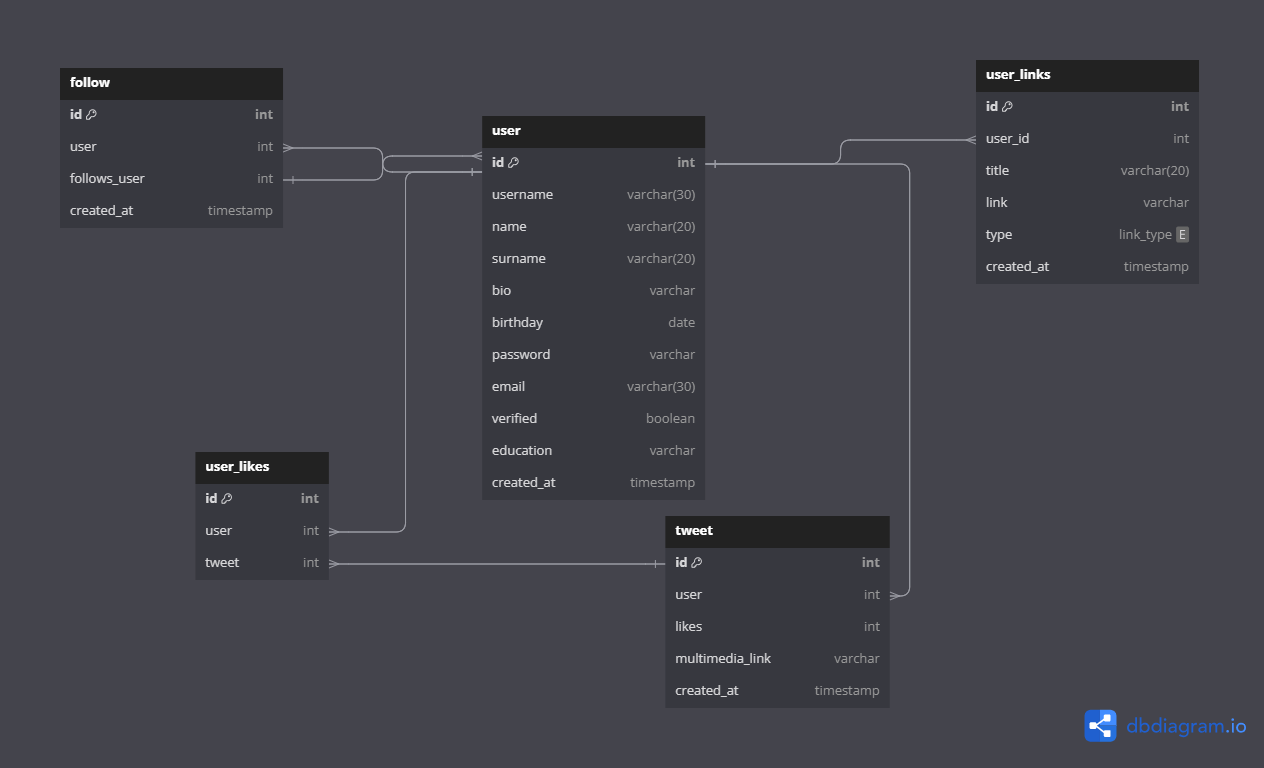 follow
id int
user int
follows_user int
created_at timestamp
user
id int
username varchar(30)
name varchar(20)
surname varchar(20)
bio varchar
birthday date
password varchar
email varchar(30)
verified boolean
education varchar
created_at timestamp
user_links
id int
user_id int
title varchar(20)
link varchar
type link_type E
created_at timestamp
user_likes
id int
user int
tweet int
tweet
id int
user int
likes int
multimedia_link varchar
created_at timestamp
dbdiagram.io